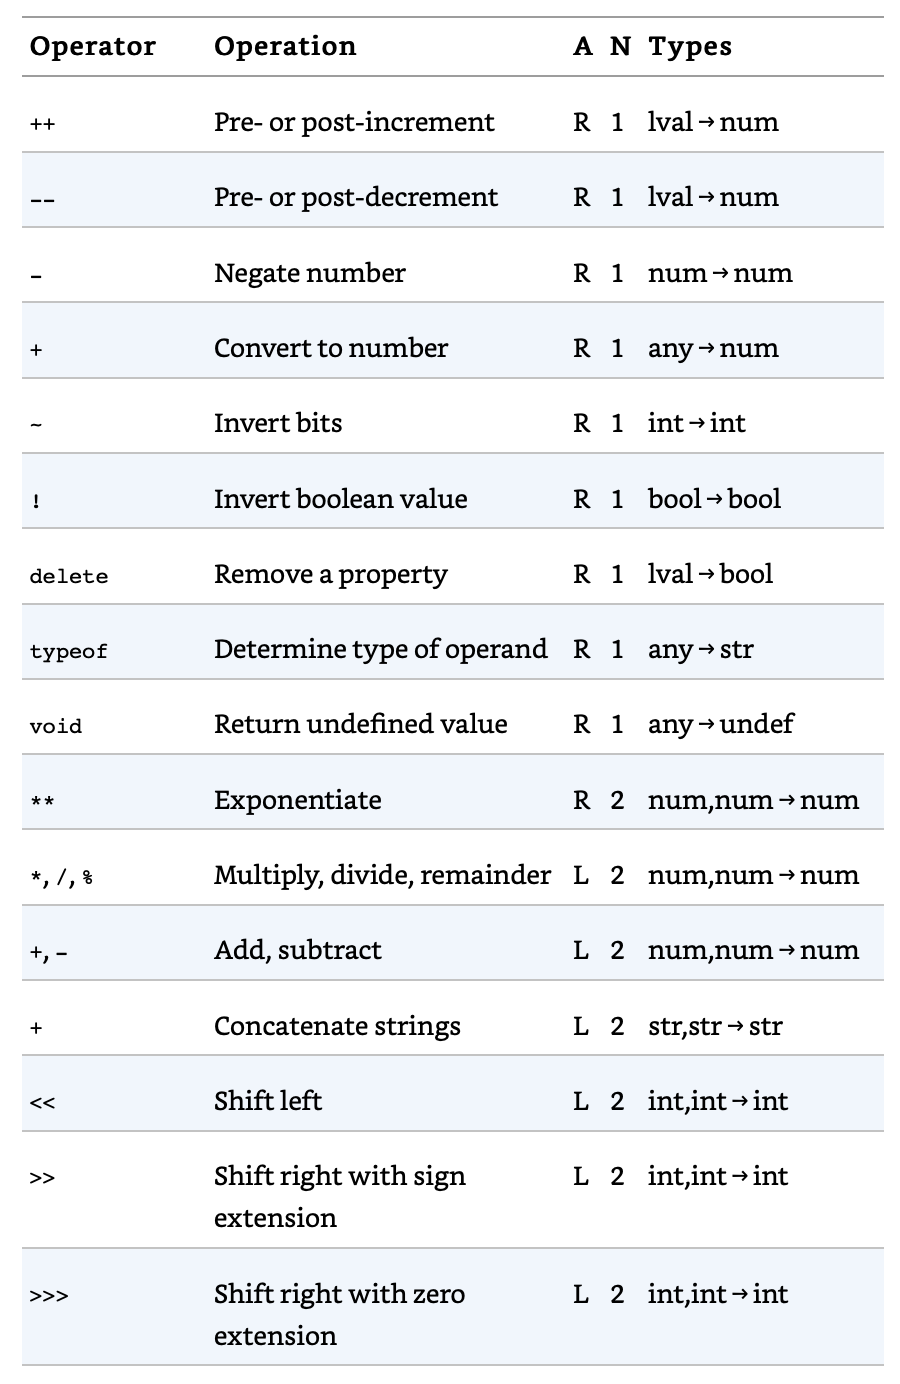 Operator Operation A N Types
++ Pre- or post-increment R 1 lval→num
-- Pre- or post-decrement R 1 lval→num
- Negate number R 1 num→num
+ Convert to number R 1 any→num
~ Invert bits R 1 int→int
! Invert boolean value R 1 bool→bool
delete Remove a property R 1 lval→bool
typeof Determine type of operand R 1 any→str
void Return undefined value R 1 any→undef
** Exponentiate R 2 num,num→num
*, /, % Multiply, divide, remainder L 2 num,num→num
+, - Add, subtract L 2 num,num→num
+ Concatenate strings L 2 str,str→str
<< Shift left L 2 int,int→int
>> Shift right with sign L 2 int,int→int
extension
>>> Shift right with zero L 2 int,int→int
extension